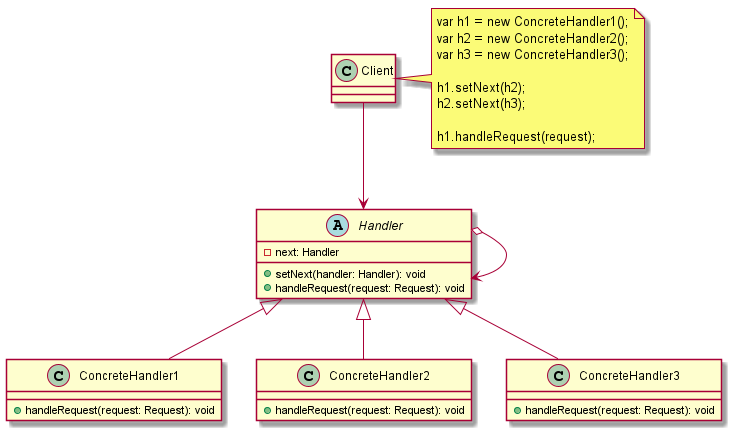 var h1 = new ConcreteHandler1();
var h2 = new ConcreteHandler2();
var h3 = new ConcreteHandler3();
h1.setNext(h2);
h2.setNext(h3);
h1.handleRequest(request);
C Client
A Handler
next: Handler
setNext(handler: Handler): void
handleRequest(request: Request): void
C ConcreteHandler1
handleRequest(request: Request): void
C ConcreteHandler2
handleRequest(request: Request): void
C ConcreteHandler3
handleRequest(request: Request): void